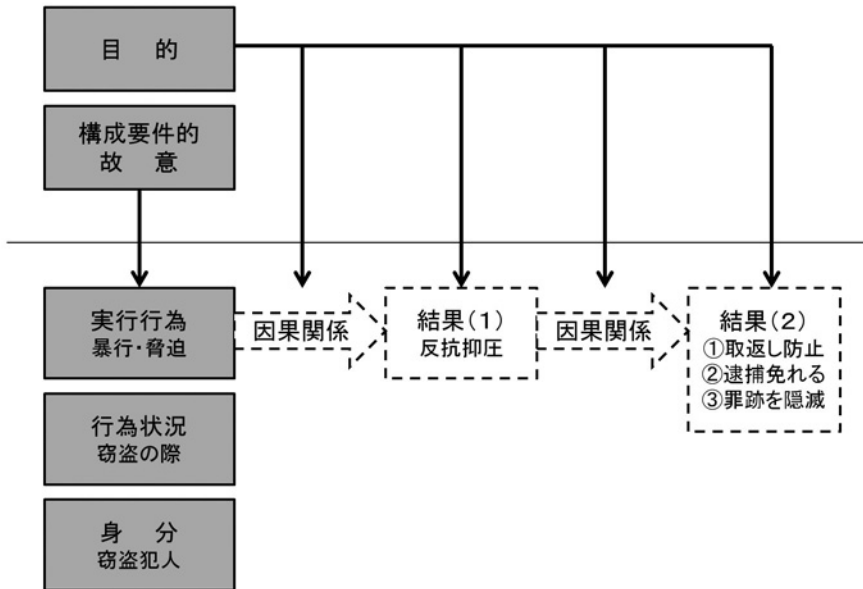 目 的
構成要件的
故 意
実行行為
暴行・脅迫
因果関係
結果(1)
反抗抑圧
因果関係
結果(2)
①取返し防止
②逮捕免れる
③罪跡を隠滅
行為状況
窃盗の際
身 分
窃盗犯人